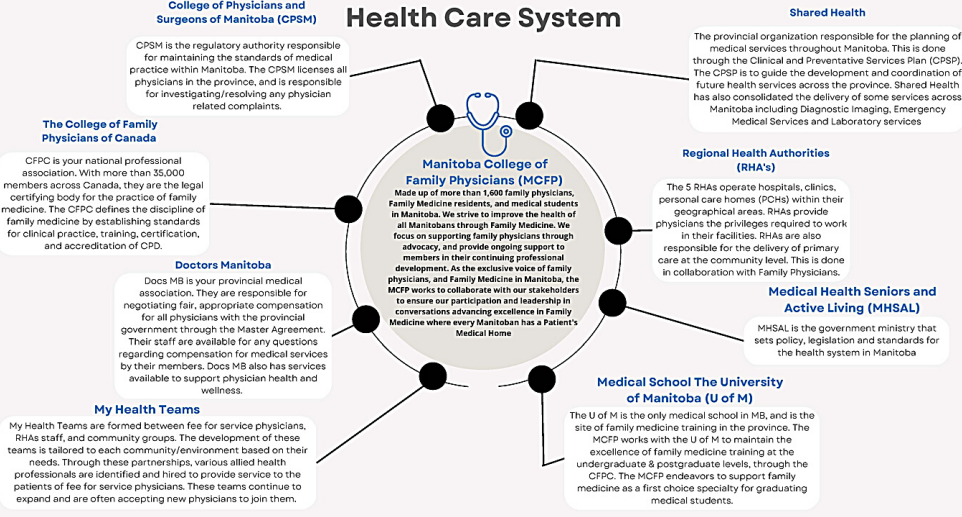 Health Care System
College of Physicians and
Surgeons of Manitoba (CPSM)
CPSM is the regulatory authority responsible
for maintaining the standards of medical
practice within Manitoba. The CPSM licenses all
physicians in the province, and is responsible
for investigating/resolving any physician
related complaints.
The College of Family
Physicians of Canada
CFPC is your national professional
association. With more than 35,000
members across Canada, they are the legal
certifying body for the practice of family
medicine. The CFPC defines the discipline of
family medicine by establishing standards
for clinical practice, training, certification,
and accreditation of CPD.
Doctors Manitoba
Docs MB is your provincial medical
association. They are responsible for
negotiating fair, appropriate compensation
for all physicians with the provincial
government through the Master Agreement.
Their staff are available for any questions
regarding compensation for medical services
by their members. Docs MB also has services
available to support physician health and
wellness.
My Health Teams
My Health Teams are formed between fee for service physicians,
RHAs staff, and community groups. The development of these
teams is tailored to each community/environment based on their
needs. Through these partnerships, various allied health
professionals are identified and hired to provide service to the
patients of fee for service physicians. These teams continue to
expand and are often accepting new physicians to join them.
Manitoba College of
Family Physicians (MCFP)
Made up of more than 1,600 family physicians,
Family Medicine residents, and medical students
in Manitoba. We strive to improve the health of
all Manitobans through Family Medicine. We
focus on supporting family physicians through
advocacy, and provide ongoing support to
members in their continuing professional
development. As the exclusive voice of family
physicians, and Family Medicine in Manitoba, the
MCFP works to collaborate with our stakeholders
to ensure our participation and leadership in
conversations advancing excellence in Family
Medicine where every Manitoban has a Patient's
Medical Home
Shared Health
The provincial organization responsible for the planning of
medical services throughout Manitoba. This is done
through the Clinical and Preventative Services Plan (CPSP).
The CPSP is to guide the development and coordination of
future health services across the province. Shared Health
has also consolidated the delivery of some services across
Manitoba including Diagnostic Imaging, Emergency
Medical Services and Laboratory services
Regional Health Authorities
(RHA's)
The 5 RHAs operate hospitals, clinics,
personal care homes (PCHs) within their
geographical areas. RHAs provide
physicians the privileges required to work
in their facilities. RHAs are also
responsible for the delivery of primary
care at the community level. This is done
in collaboration with Family Physicians.
Medical Health Seniors and
Active Living (MHSAL)
MHSAL is the government ministry that
sets policy, legislation and standards for
the health system in Manitoba
Medical School The University
of Manitoba (U of M)
The U of M is the only medical school in MB, and is the
site of family medicine training in the province. The
MCFP works with the U of M to maintain the
excellence of family medicine training at the
undergraduate & postgraduate levels, through the
CFPC. The MCFP endeavors to support family
medicine as a first choice specialty for graduating
medical students.